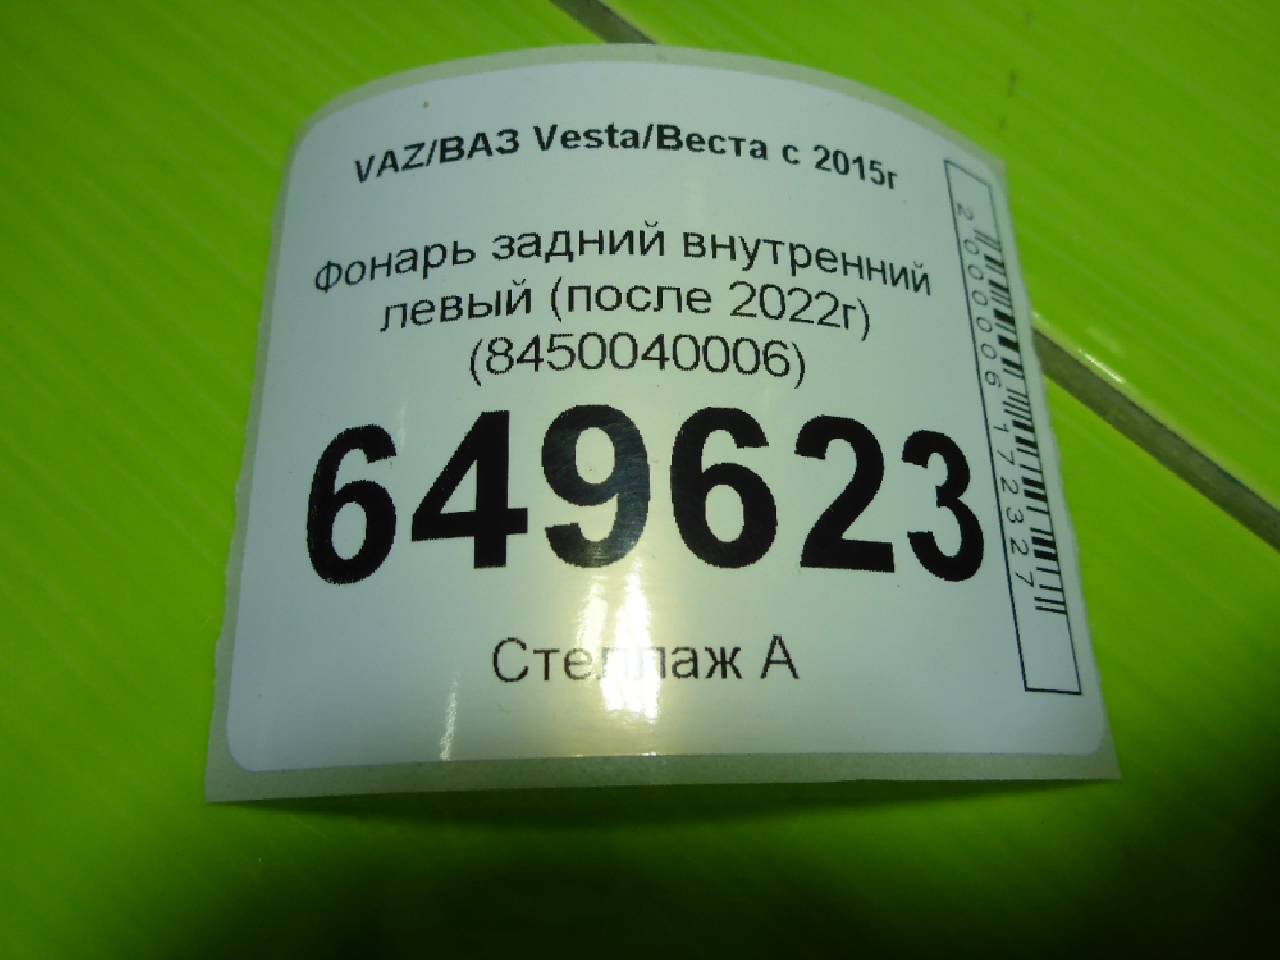 VAZ/ВАЗ Vesta/Веста с 2015г
Фонарь задний внутренний
левый (после 2022г)
(8450040006)
649623
Стеллаж А
2000006172327